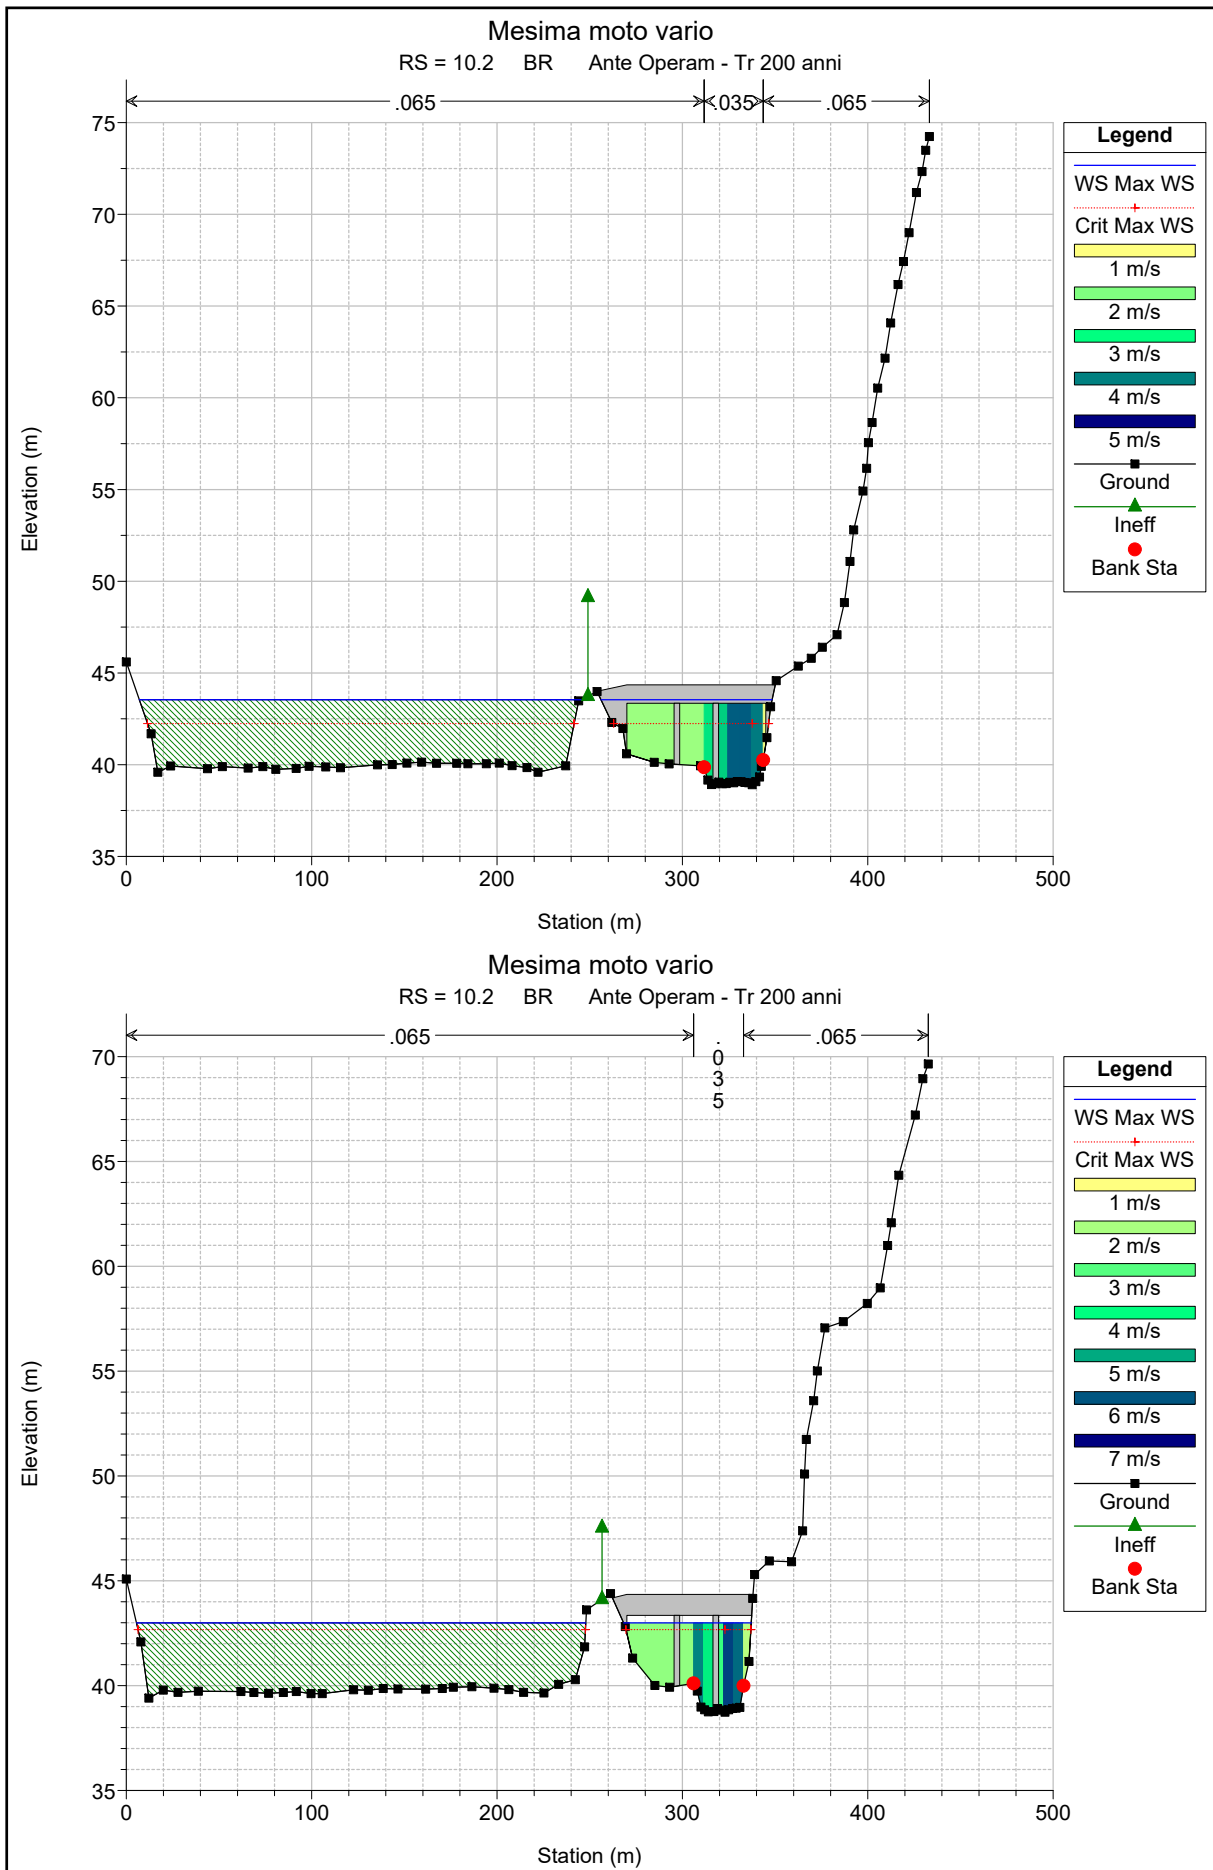 Mesima moto vario
RS = 10.2 BR Ante Operam - Tr 200 anni
.065 .035 .065
75
70
65
60
55
50
45
40
35
0 100 200 300 400 500
Elevation (m)
Station (m)
Legend
WS Max WS
Crit Max WS
1 m/s
2 m/s
3 m/s
4 m/s
5 m/s
Ground
Ineff
Bank Sta
Mesima moto vario
RS = 10.2 BR Ante Operam - Tr 200 anni
.065 .035 .065
70
65
60
55
50
45
40
35
0 100 200 300 400 500
Elevation (m)
Station (m)
Legend
WS Max WS
Crit Max WS
1 m/s
2 m/s
3 m/s
4 m/s
5 m/s
6 m/s
7 m/s
Ground
Ineff
Bank Sta